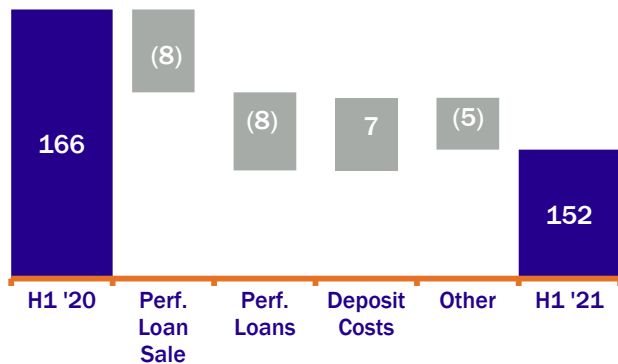 (8)
(8)
7
(5)
166
152
H1 '20
Perf.
Loan
Sale
Perf.
Loans
Deposit
Costs
Other
H1 '21